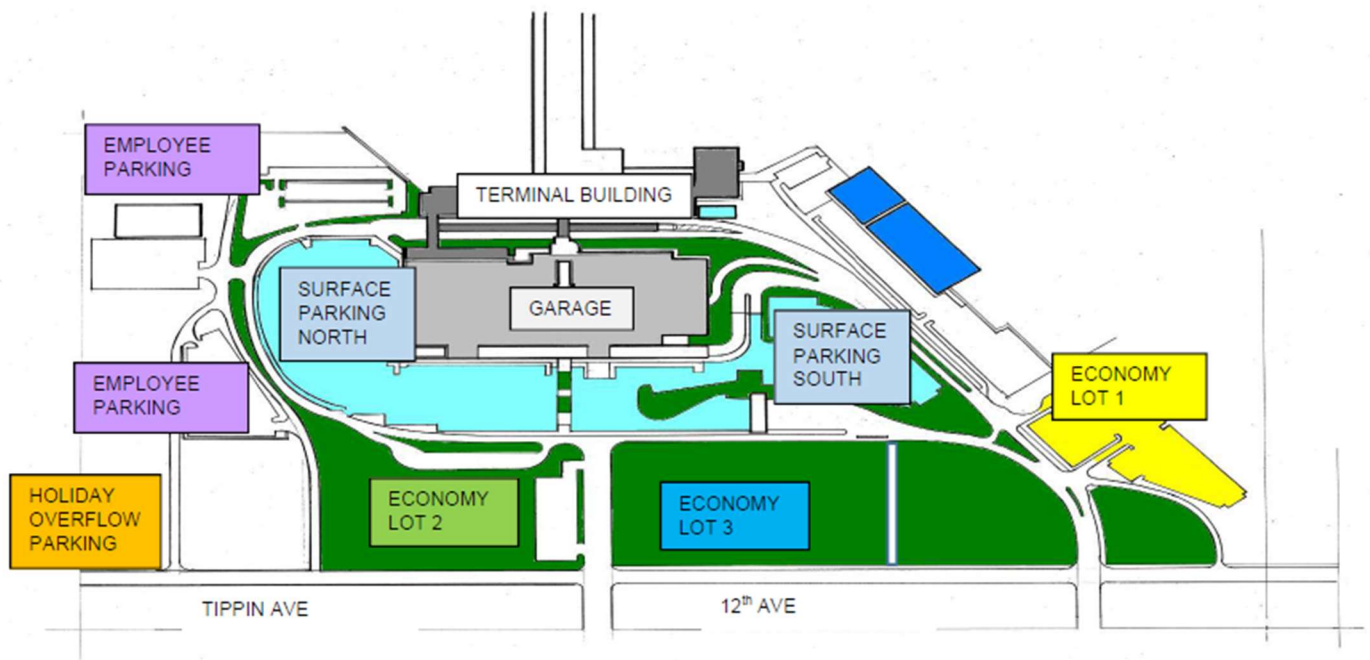 EMPLOYEE
PARKING
TERMINAL BUILDING
SURFACE
PARKING
NORTH
GARAGE
SURFACE
PARKING
SOUTH
EMPLOYEE
PARKING
ECONOMY
LOT 1
HOLIDAY
OVERFLOW
PARKING
ECONOMY
LOT 2
ECONOMY
LOT 3
TIPPIN AVE
12th AVE